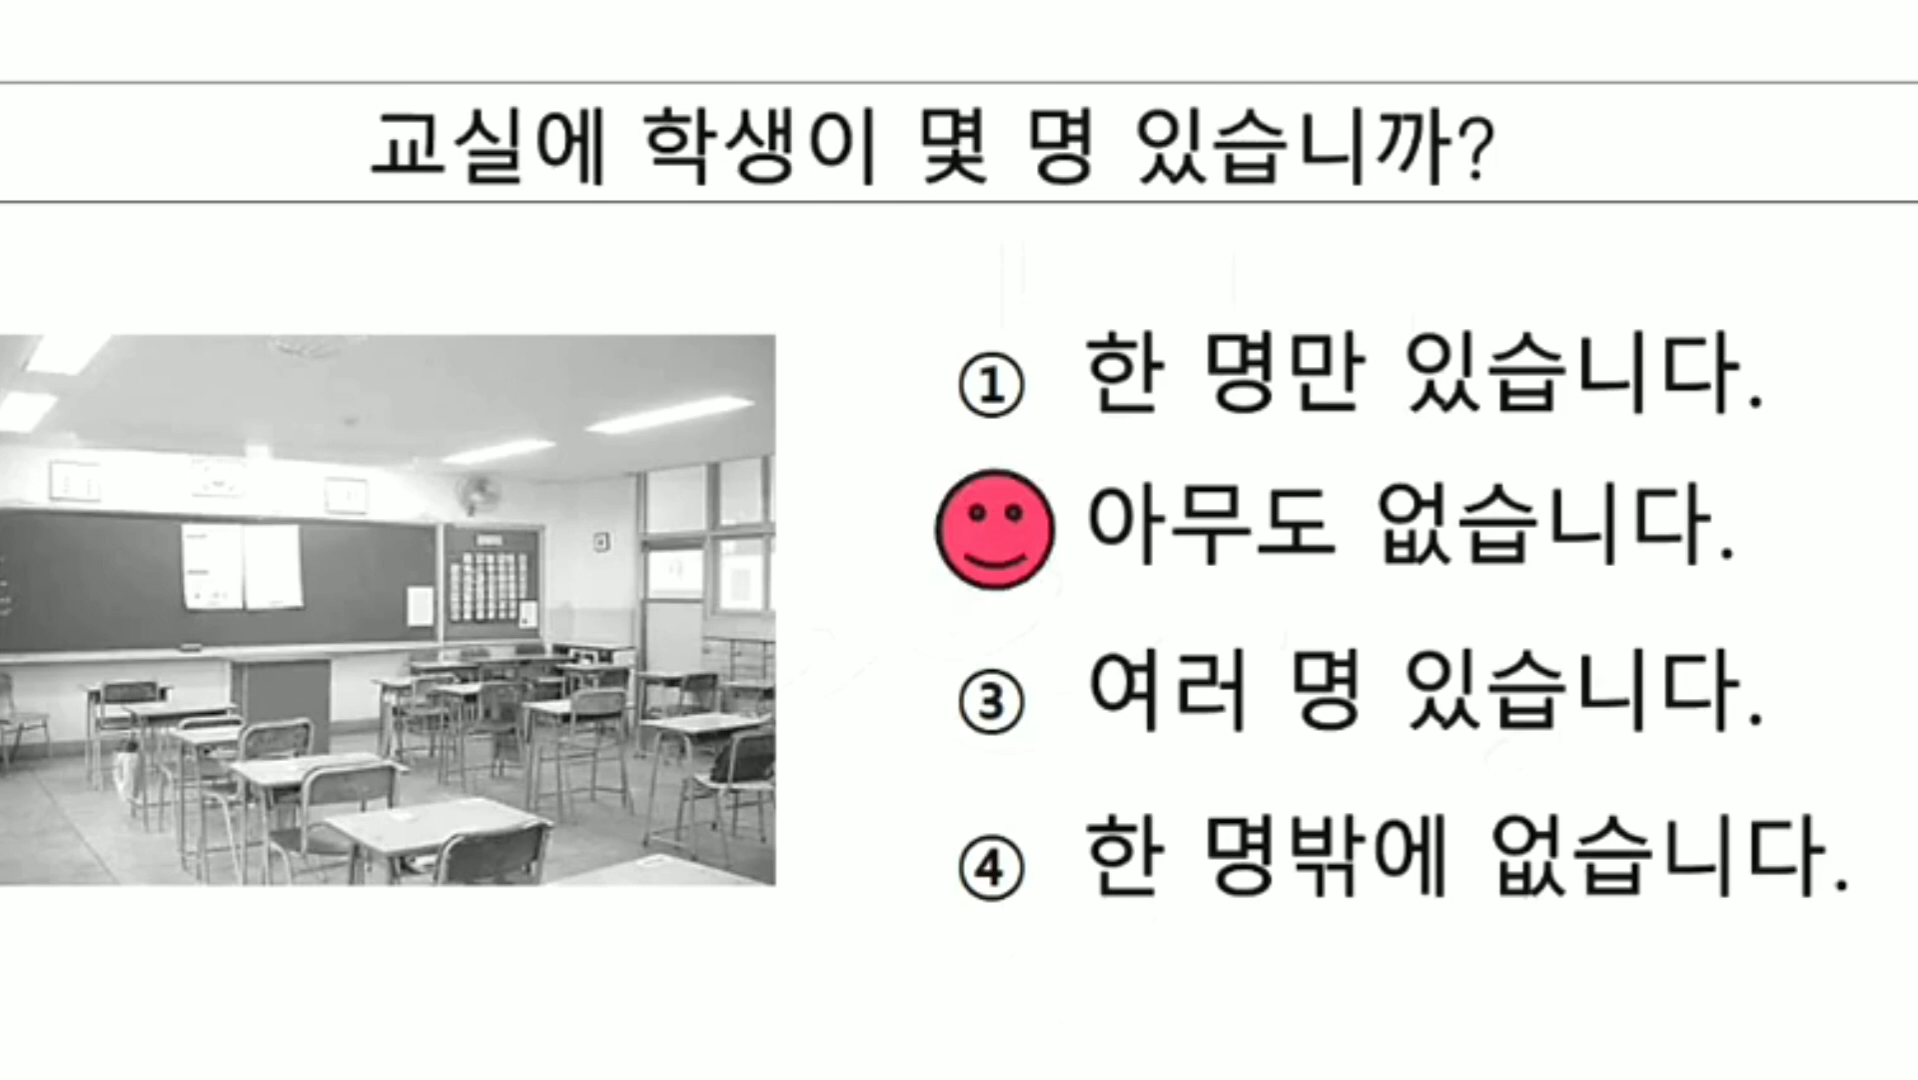 교실에 학생이 몇 명 있습니까?
① 한 명만 있습니다.
아무도 없습니다.
③ 여러 명 있습니다.
④ 한 명밖에 없습니다.